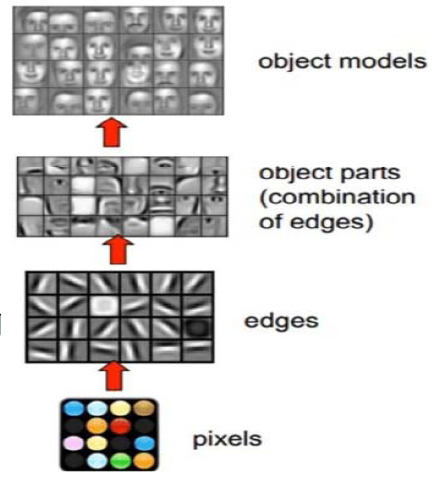 object models
object parts
(combination
of edges)
edges
pixels